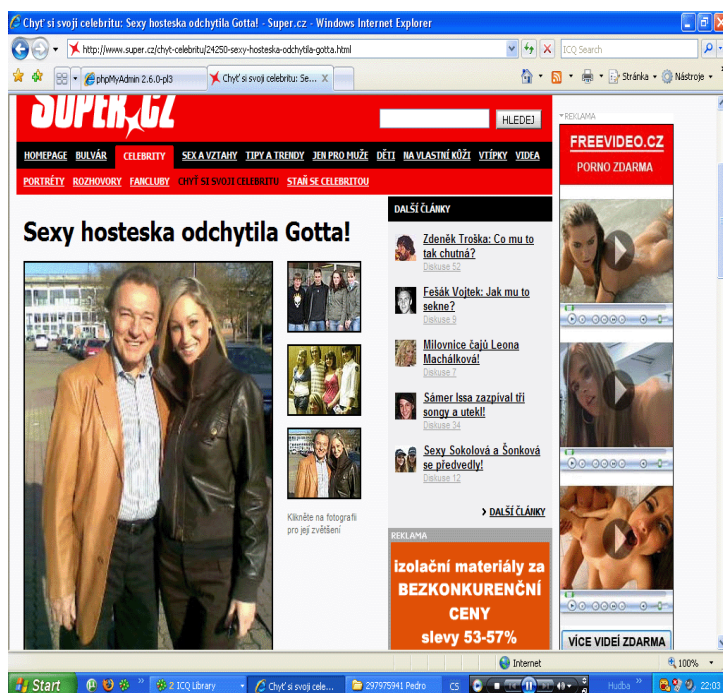 Chyť si svoji celebritu: Sexy hosteska odchytila Gotta! - Super.cz - Windows Internet Explorer
http://www.super.cz/chyt-celebritu/24250-sexy-hosteska-odchytila-gotta.html
ICQ Search
phpMyAdmin 2.6.0-pl3
Chyť si svoji celebritu: Se...
Stránka
Nástroje
SUPER.CZ
HLEDEJ
HOMEPAGE BULVÁR CELEBRITY SEX A VZTAHY TIPY A TRENDY JEN PRO MUŽE DĚTI NA VLASTNÍ KŮŽI VTÍPKY VIDEA
PORTRÉTY ROZHOVORY FANCLUBY CHYŤ SI SVOJI CELEBRITU STAŇ SE CELEBRITOU
Sexy hosteska odchytila Gotta!
Klikněte na fotografii
pro její zvětšení
DALŠÍ ČLÁNKY
Zdeněk Troška: Co mu to
tak chutná?
Diskuse 52
Fešák Vojtek: Jak mu to
sekne?
Diskuse 9
Milovnice čajů Leona
Machálková!
Diskuse 7
Sámer Issa zazpíval tři
songy a utekl!
Diskuse 34
Sexy Sokolová a Šonková
se předvedly!
Diskuse 12
DALŠÍ ČLÁNKY
REKLAMA
izolační materiály za
BEZKONKURENČNÍ
CENY
slevy 53-57%
REKLAMA
FREEVIDEO.CZ
PORNO ZDARMA
VÍCE VIDEÍ ZDARMA
Internet
100%
Start
2 ICQ Library
Chyť si svoji cele...
297975941 Pedro
CS
Hudba
22:01